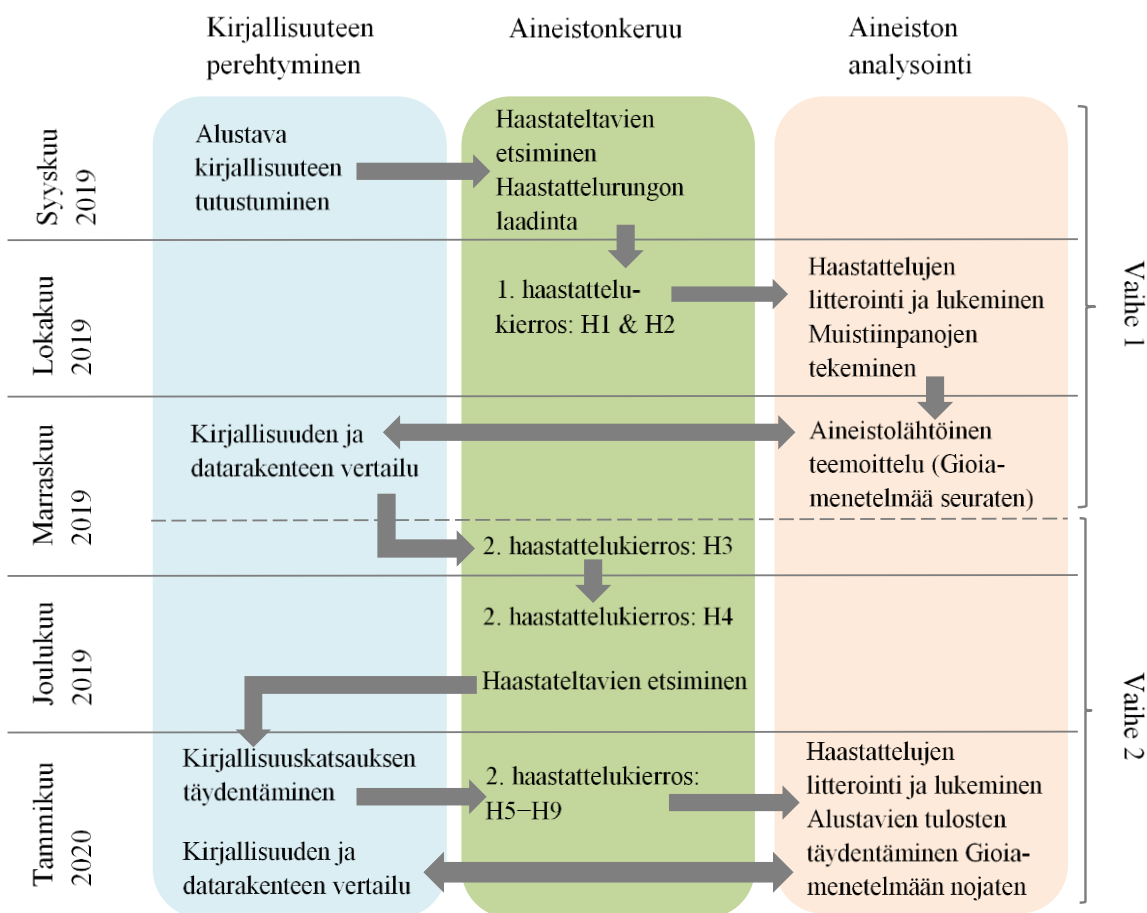 Kirjallisuuteen
perehtyminen
Aineistonkeruu
Aineiston
analysointi
Syyskuu
2019
Alustava
kirjallisuuteen
tutustuminen
Haastateltavien
etsiminen
Haastattelurungon
laadinta
Lokakuu
2019
1. haastattelu-
kierros: H1 & H2
Haastattelujen
litterointi ja lukeminen
Muistiinpanojen
tekeminen
Vaihe 1
Marraskuu
2019
Kirjallisuuden ja
datarakenteen vertailu
Aineistolähtöinen
teemoittelu (Gioia-
menetelmää seuraten)
2. haastattelukierros: H3
Joulukuu
2019
2. haastattelukierros: H4
Haastateltavien etsiminen
Vaihe 2
Tammikuu
2020
Kirjallisuuskatsauksen
täydentäminen
2. haastattelukierros:
H5−H9
Haastattelujen
litterointi ja lukeminen
Alustavien tulosten
täydentäminen Gioia-
menetelmään nojaten
Kirjallisuuden ja
datarakenteen vertailu